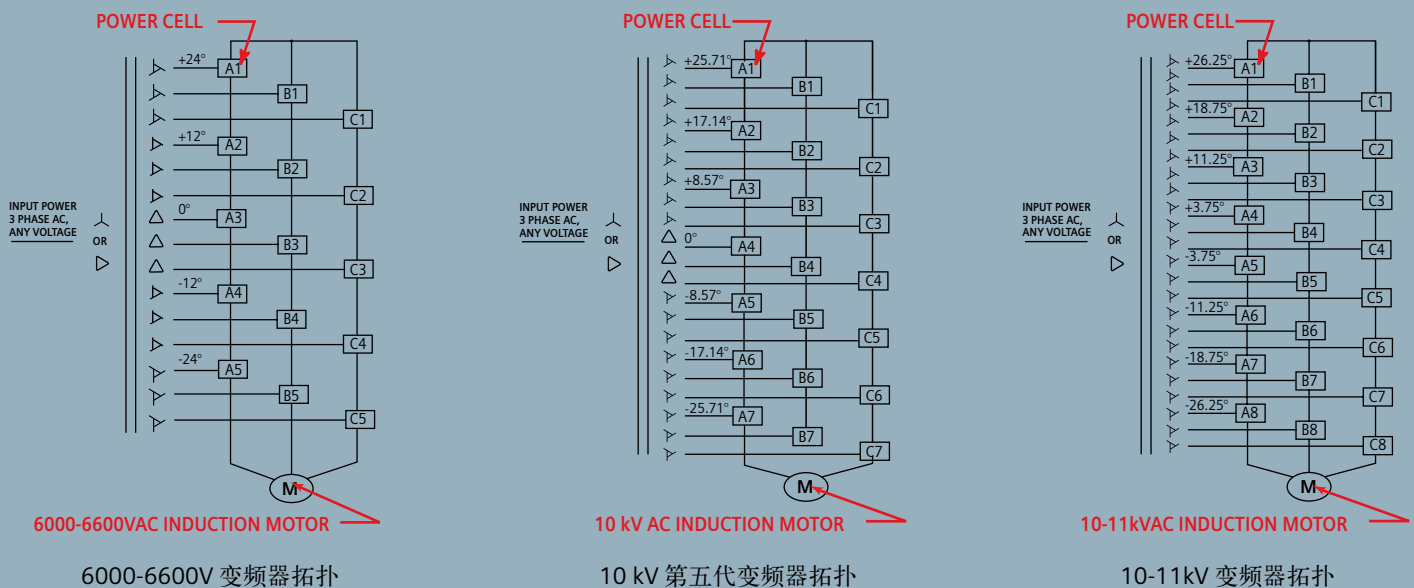 POWER CELL
+24°
A1
B1
C1
+12°
A2
B2
C2
INPUT POWER
3 PHASE AC,
ANY VOLTAGE
OR
0°
A3
B3
C3
-12°
A4
B4
C4
-24°
A5
B5
C5
M
6000-6600VAC INDUCTION MOTOR
6000-6600V 变频器拓扑
POWER CELL
+25.71°
A1
B1
C1
+17.14°
A2
B2
C2
+8.57°
A3
B3
C3
INPUT POWER
3 PHASE AC,
ANY VOLTAGE
OR
0°
A4
B4
C4
-8.57°
A5
B5
C5
-17.14°
A6
B6
C6
-25.71°
A7
B7
C7
M
10 kV AC INDUCTION MOTOR
10 kV 第五代变频器拓扑
POWER CELL
+26.25°
A1
B1
C1
+18.75°
A2
B2
C2
+11.25°
A3
B3
C3
INPUT POWER
3 PHASE AC,
ANY VOLTAGE
OR
+3.75°
A4
B4
C4
-3.75°
A5
B5
C5
-11.25°
A6
B6
C6
-18.75°
A7
B7
C7
-26.25°
A8
B8
C8
M
10-11kVAC INDUCTION MOTOR
10-11kV 变频器拓扑